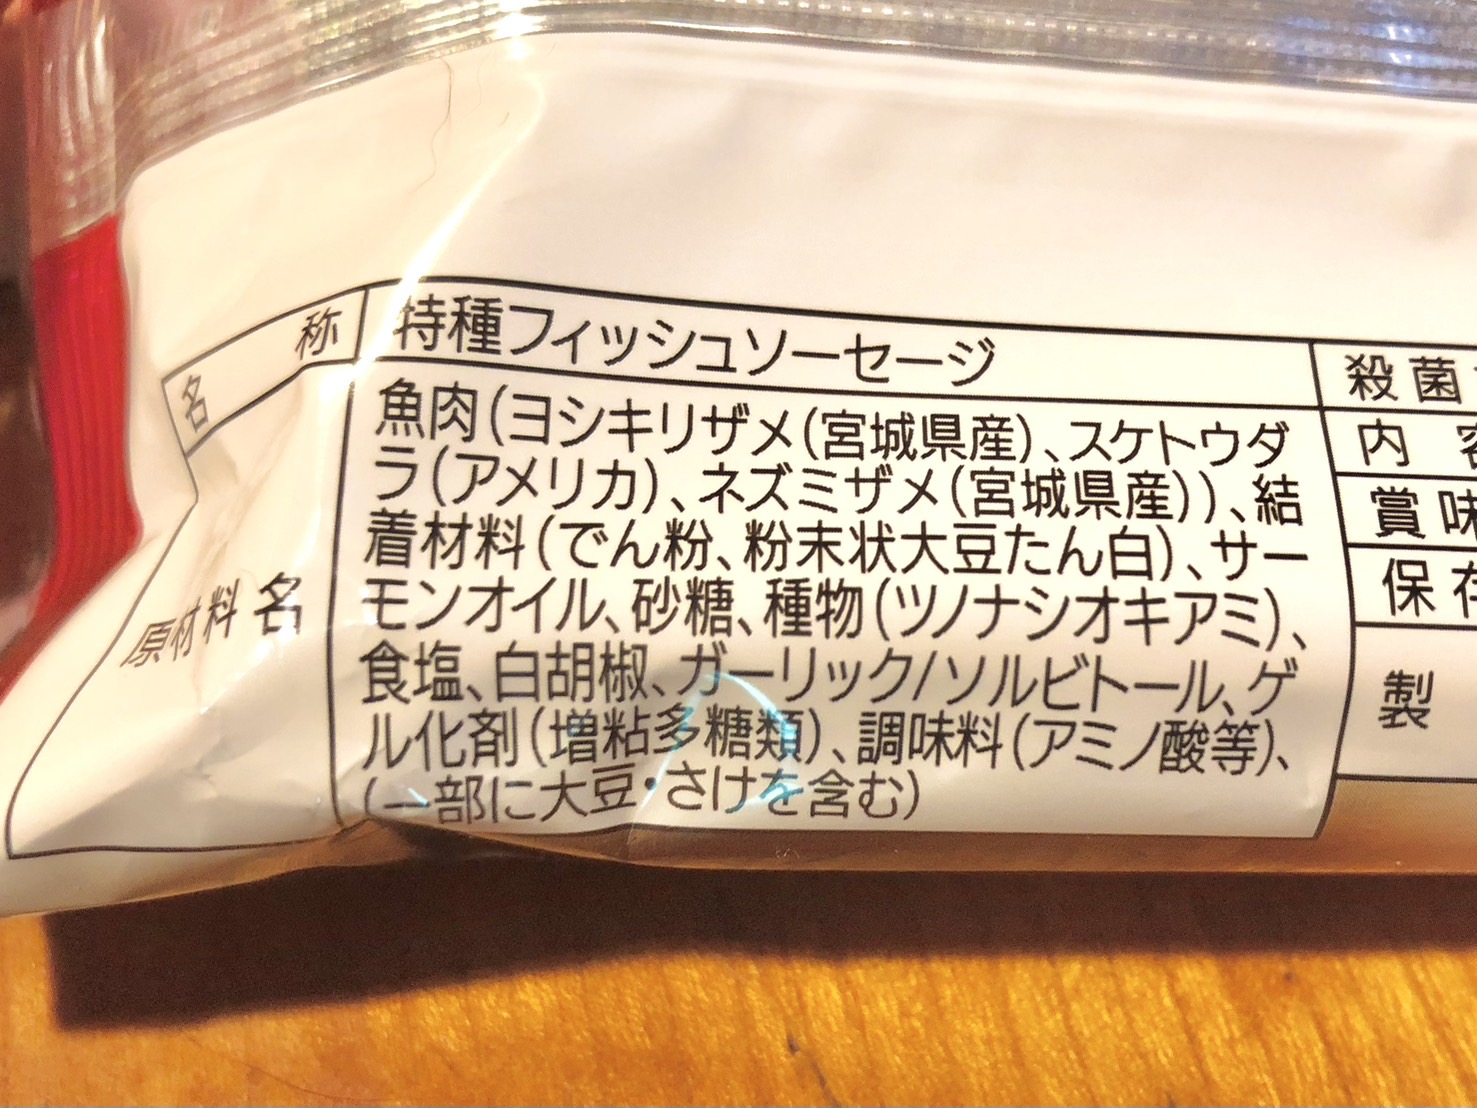 名称 特種フィッシュソーセージ
原材料名
魚肉(ヨシキリザメ(宮城県産)、スケトウダ
ラ(アメリカ)、ネズミザメ(宮城県産))、結
着材料(でん粉、粉末状大豆たん白)、サー
モンオイル、砂糖、種物(ツノナシオキアミ)、
食塩、白胡椒、ガーリック/ソルビトール、ゲ
ル化剤(増粘多糖類)、調味料(アミノ酸等)、
(一部に大豆・さけを含む)
殺菌
内
賞味
保存
製